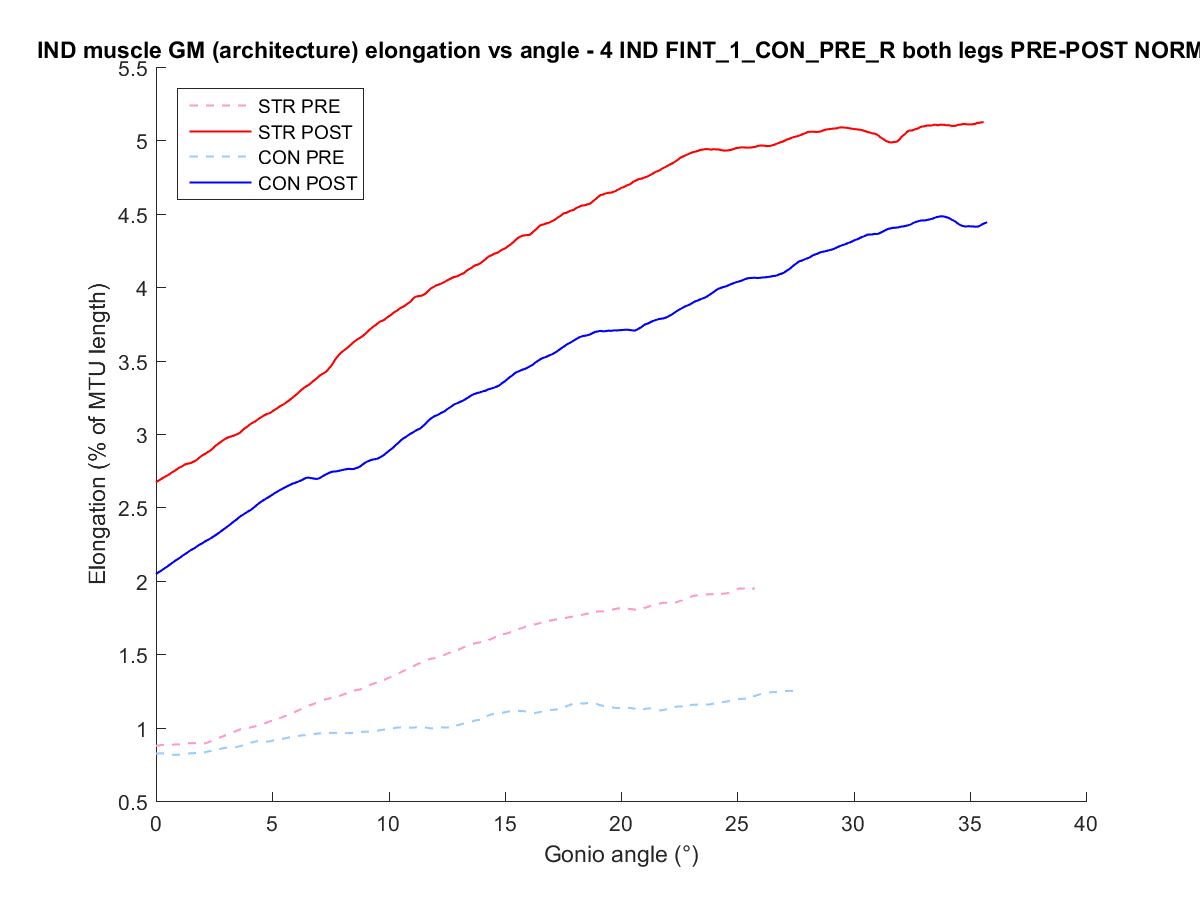 IND muscle GM (architecture) elongation vs angle - 4 IND FINT_1_CON_PRE_R both legs PRE-POST NORM
5.5
5
4.5
4
3.5
3
2.5
2
1.5
1
0.5
Elongation (% of MTU length)
STR PRE
STR POST
CON PRE
CON POST
0 5 10 15 20 25 30 35 40
Gonio angle (°)